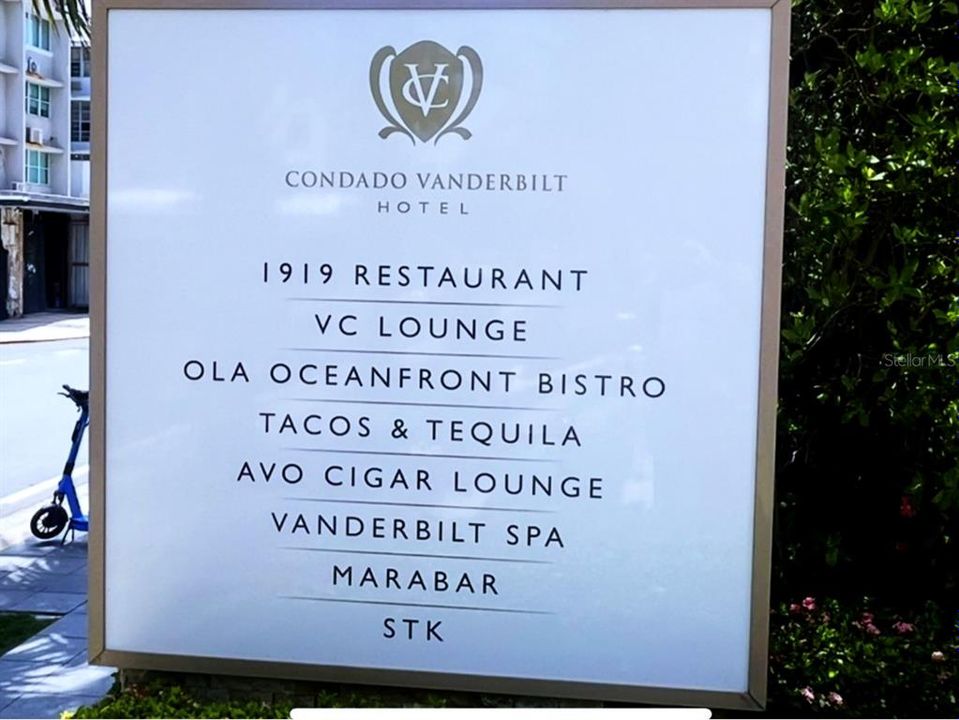 VC
CONDADO VANDERBILT
HOTEL
1919 RESTAURANT
VC LOUNGE
OLA OCEANFRONT BISTRO
TACOS & TEQUILA
AVO CIGAR LOUNGE
VANDERBILT SPA
MARABAR
STK
StellarMLS